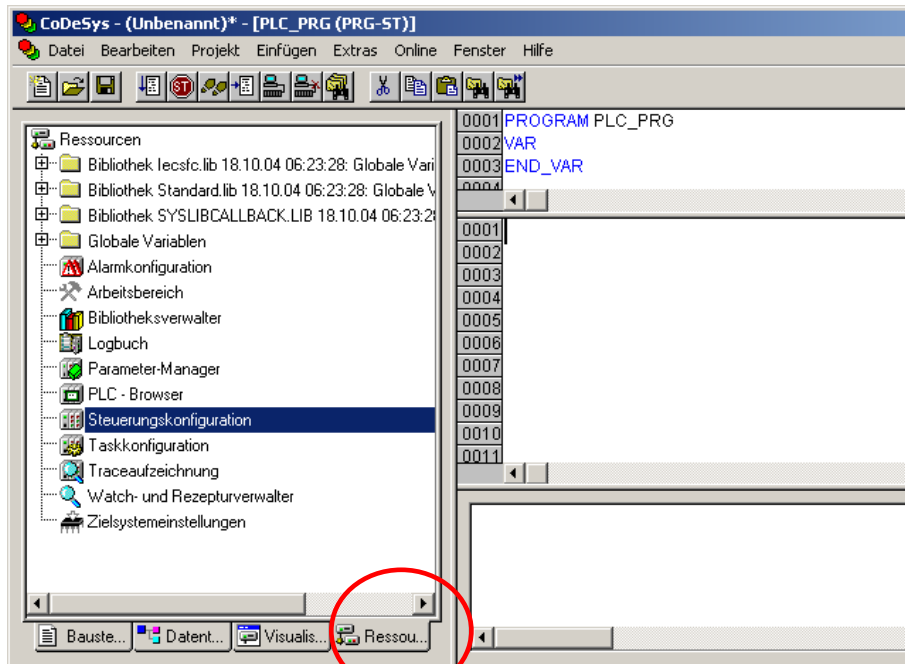 CoDeSys - (Unbenannt)* - [PLC_PRG (PRG-ST)]
Datei Bearbeiten Projekt Einfügen Extras Online Fenster Hilfe
Ressourcen
Bibliothek Iecsfc.lib 18.10.04 06:23:28: Globale Vari
Bibliothek Standard.lib 18.10.04 06:23:28: Globale V
Bibliothek SYSLIBCALLBACK.LIB 18.10.04 06:23:28
Globale Variablen
Alarmkonfiguration
Arbeitsbereich
Bibliotheksverwalter
Logbuch
Parameter-Manager
PLC - Browser
Steuerungskonfiguration
Taskkonfiguration
Traceaufzeichnung
Watch- und Rezepturverwalter
Zielsystemeinstellungen
Bauste... Datent... Visualis... Ressou...
0001 PROGRAM PLC_PRG
0002 VAR
0003 END_VAR
0004
0001
0002
0003
0004
0005
0006
0007
0008
0009
0010
0011